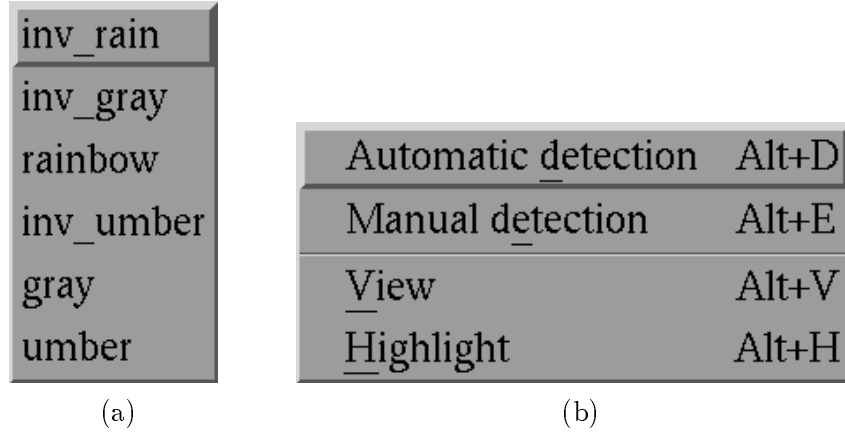 inv_rain
inv_gray
rainbow
inv_umber
gray
umber
Automatic detection Alt+D
Manual detection Alt+E
View Alt+V
Highlight Alt+H
(a)
(b)